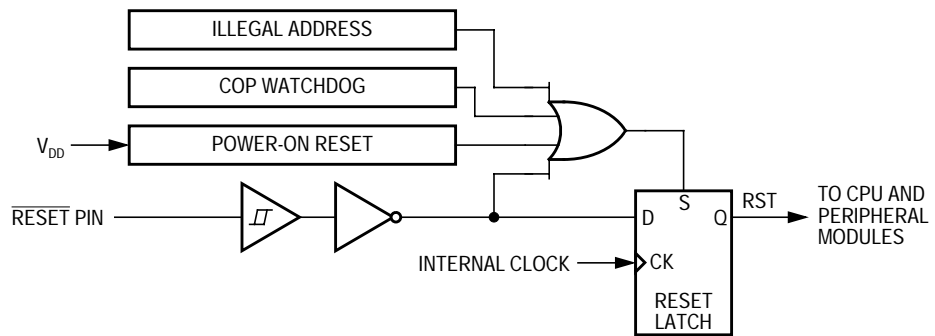 ILLEGAL ADDRESS
COP WATCHDOG
V_DD
POWER-ON RESET
RESET PIN
D
S
Q
RST
TO CPU AND
PERIPHERAL
MODULES
INTERNAL CLOCK
CK
RESET
LATCH